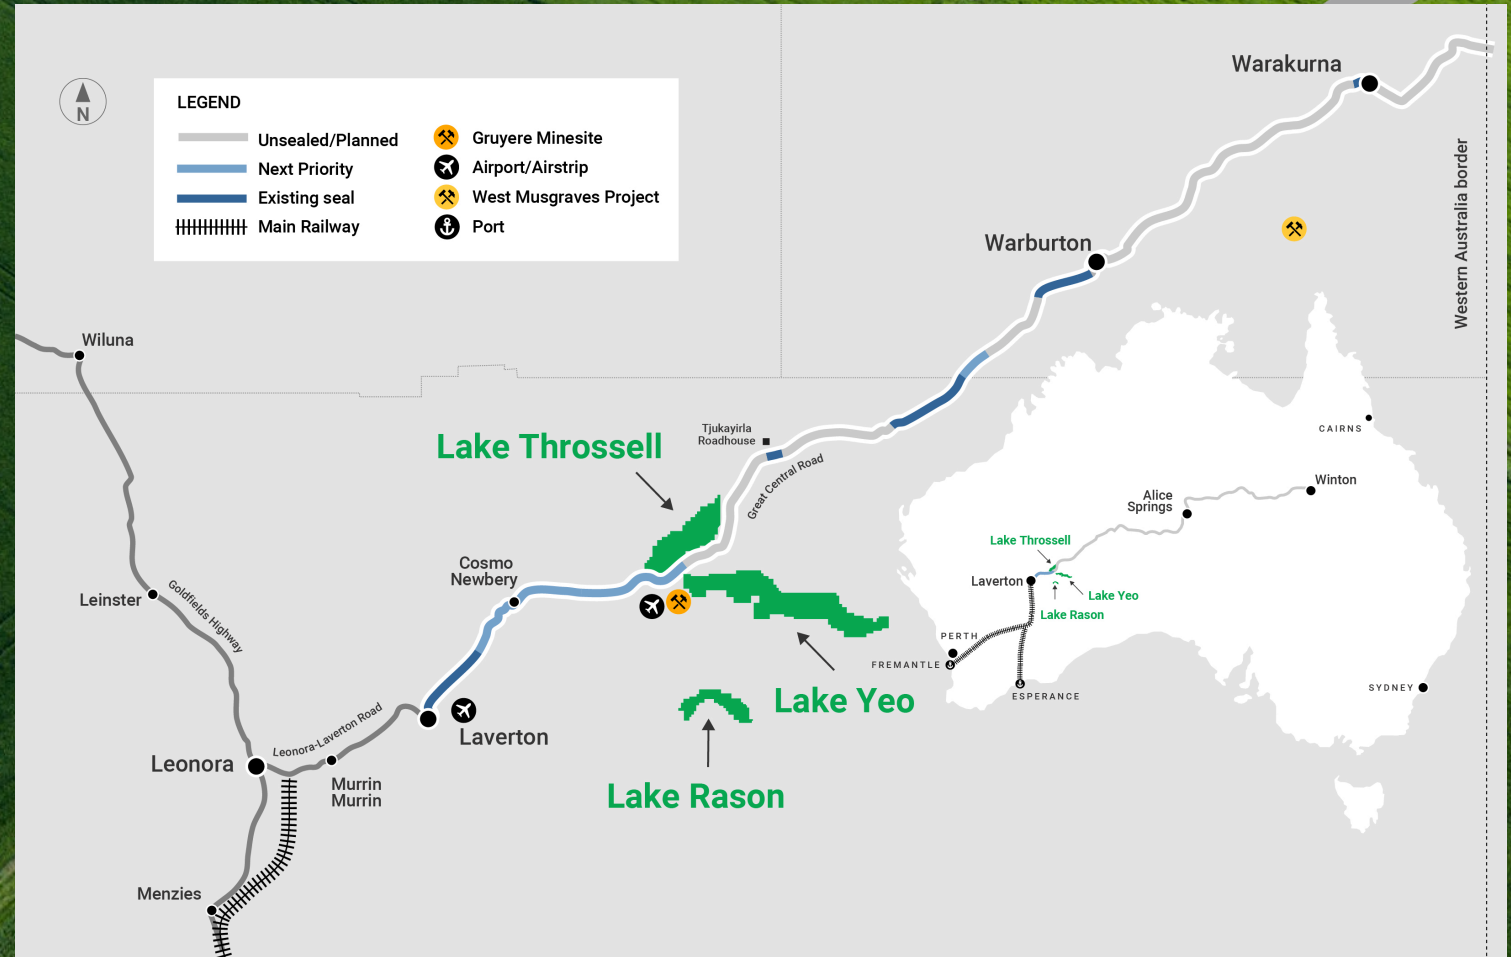 N
LEGEND
Unsealed/Planned
Next Priority
Existing seal
Main Railway
Gruyere Minesite
Airport/Airstrip
West Musgraves Project
Port
Warakurna
Western Australia border
Warburton
Wiluna
Tjukayirla
Roadhouse
Great Central Road
Lake Throssell
Cosmo
Newbery
Leinster
Goldfields Highway
Lake Yeo
Leonora-Laverton Road
Laverton
Leonora
Murrin
Murrin
Lake Rason
Menzies
CAIRNS
Winton
Alice
Springs
Lake Throssell
Laverton
Lake Yeo
Lake Rason
PERTH
FREMANTLE
ESPERANCE
SYDNEY